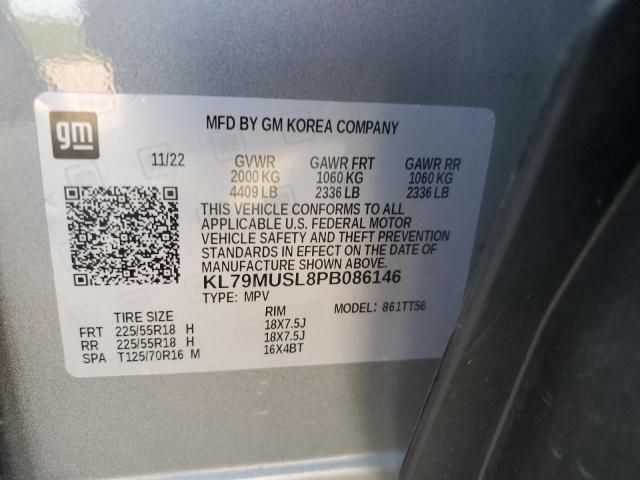 gm
MFD BY GM KOREA COMPANY
11/22 GVWR GAWR FRT GAWR RR
2000 KG 1060 KG 1060 KG
4409 LB 2336 LB 2336 LB
THIS VEHICLE CONFORMS TO ALL
APPLICABLE U.S. FEDERAL MOTOR
VEHICLE SAFETY AND THEFT PREVENTION
STANDARDS IN EFFECT ON THE DATE OF
MANUFACTURE SHOWN ABOVE.
KL79MUSL8PB086146
TYPE: MPV MODEL: 861TT56
TIRE SIZE RIM
FRT 225/55R18 H 18X7.5J
RR 225/55R18 H 18X7.5J
SPA T125/70R16 M 16X4BT